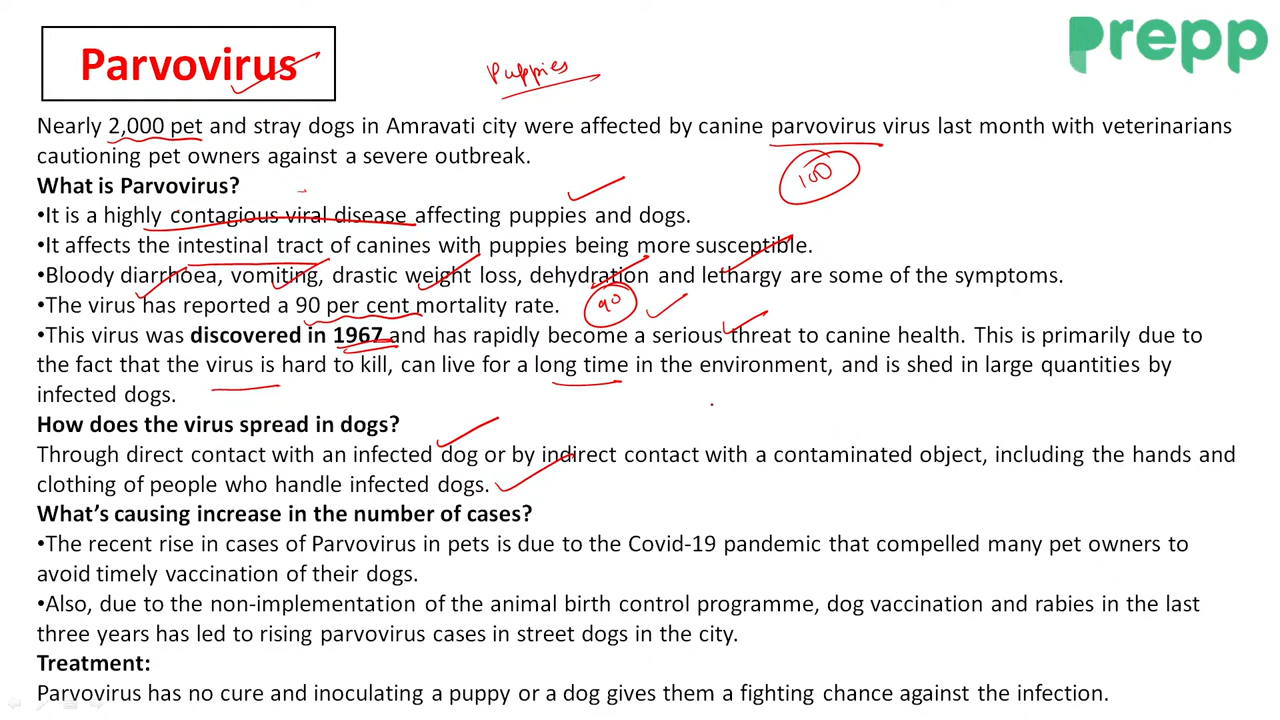 Parvovirus
prepp
Puppies
Nearly 2,000 pet and stray dogs in Amravati city were affected by canine parvovirus virus last month with veterinarians
cautioning pet owners against a severe outbreak.
100
What is Parvovirus?
•It is a highly contagious viral disease affecting puppies and dogs.
•It affects the intestinal tract of canines with puppies being more susceptible.
•Bloody diarrhoea, vomiting, drastic weight loss, dehydration and lethargy are some of the symptoms.
•The virus has reported a 90 per cent mortality rate.
90
•This virus was discovered in 1967 and has rapidly become a serious threat to canine health. This is primarily due to
the fact that the virus is hard to kill, can live for a long time in the environment, and is shed in large quantities by
infected dogs.
How does the virus spread in dogs?
Through direct contact with an infected dog or by indirect contact with a contaminated object, including the hands and
clothing of people who handle infected dogs.
What's causing increase in the number of cases?
•The recent rise in cases of Parvovirus in pets is due to the Covid-19 pandemic that compelled many pet owners to
avoid timely vaccination of their dogs.
•Also, due to the non-implementation of the animal birth control programme, dog vaccination and rabies in the last
three years has led to rising parvovirus cases in street dogs in the city.
Treatment:
Parvovirus has no cure and inoculating a puppy or a dog gives them a fighting chance against the infection.